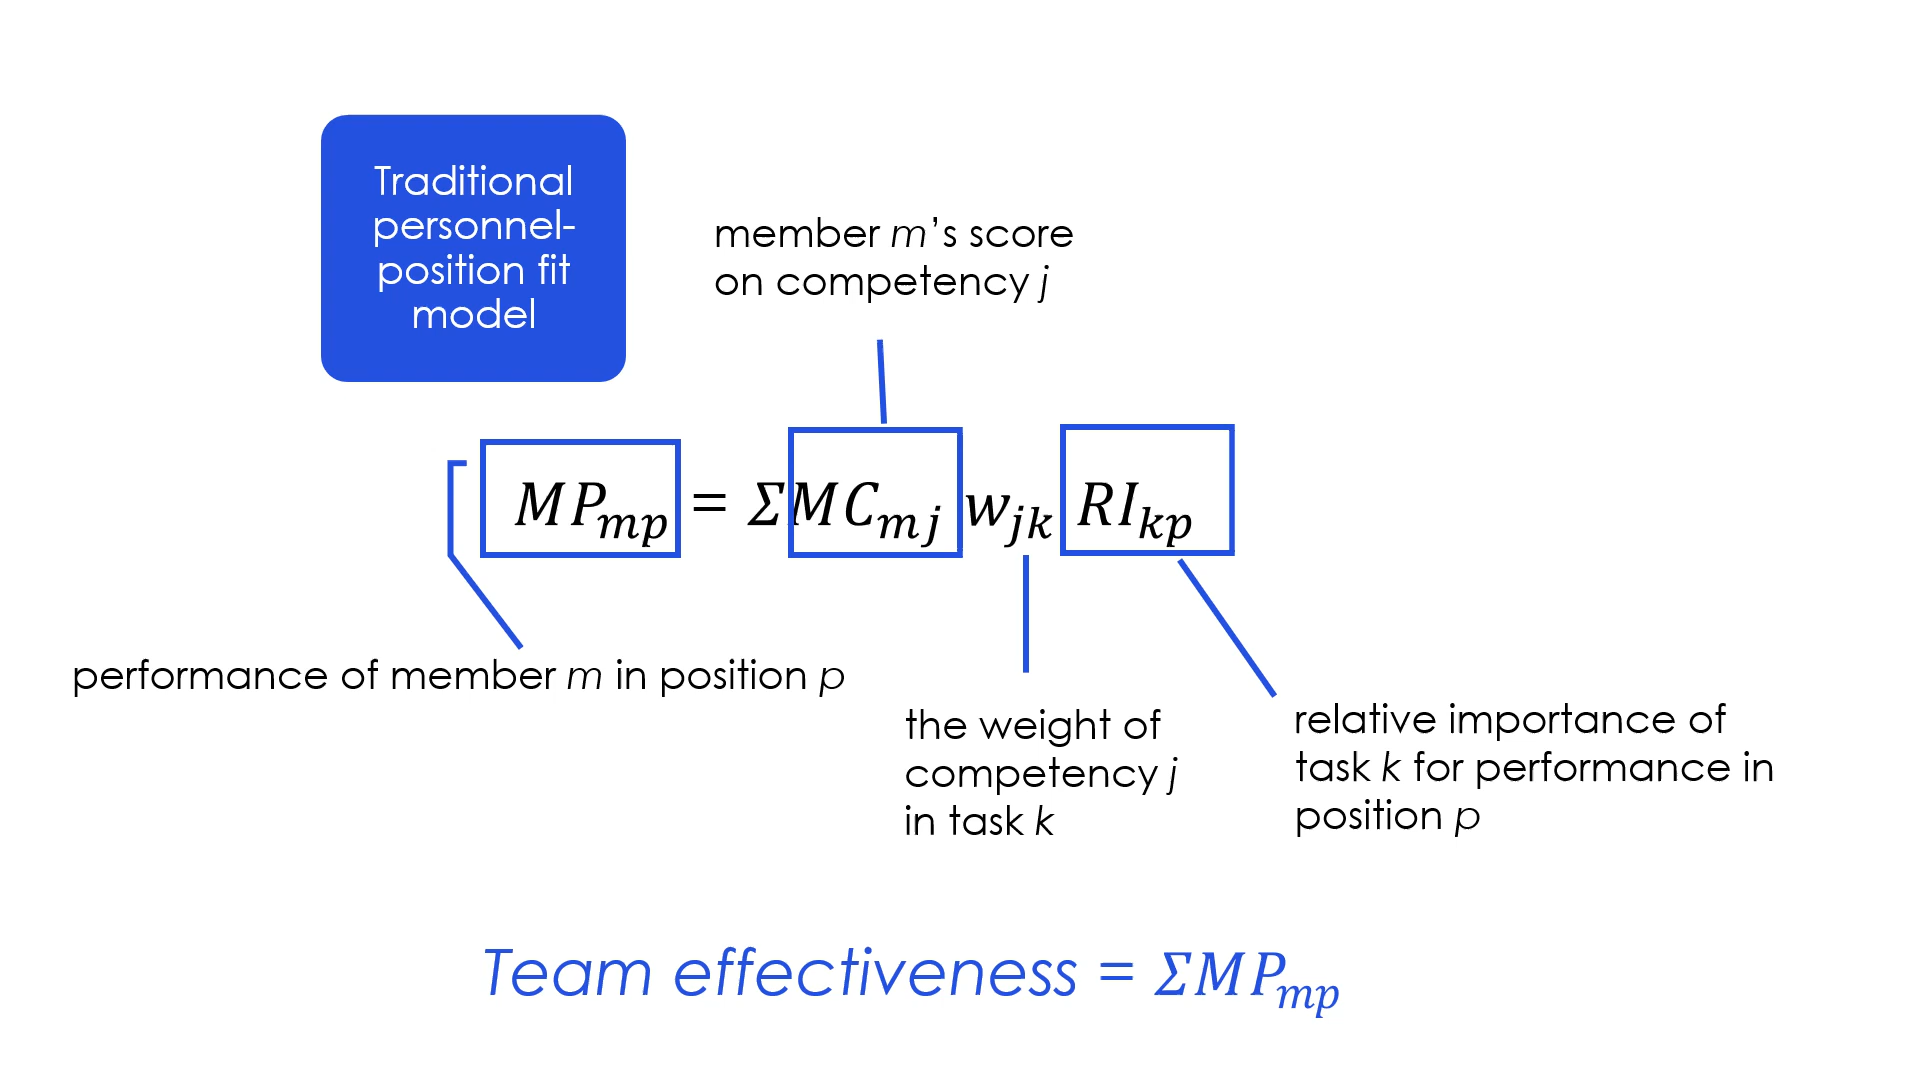 Traditional
personnel-
position fit
model
member m’s score
on competency j
MPₘₚ = ΣMCₘⱼ wⱼₖ RIₖₚ
performance of member m in position p
the weight of
competency j
in task k
relative importance of
task k for performance in
position p
Team effectiveness = ΣMPₘₚ